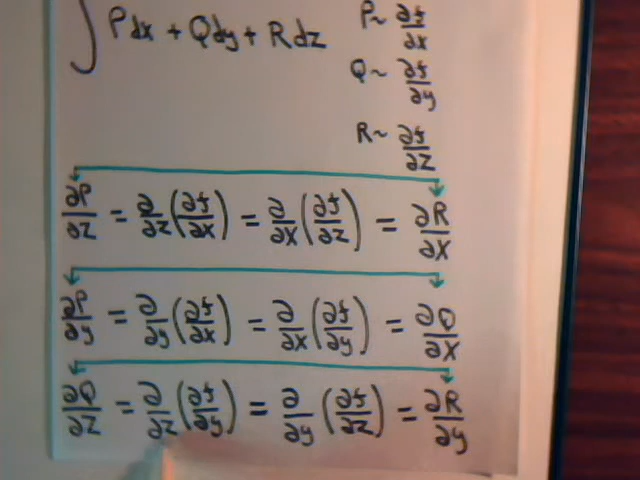 ∫ Pdx + Qdy + Rdz
P ~ ∂f/∂x
Q ~ ∂f/∂y
R ~ ∂f/∂z
∂P/∂z = ∂/∂z (∂f/∂x) = ∂/∂x (∂f/∂z) = ∂R/∂x
∂P/∂y = ∂/∂y (∂f/∂x) = ∂/∂x (∂f/∂y) = ∂Q/∂x
∂Q/∂z = ∂/∂z (∂f/∂y) = ∂/∂y (∂f/∂z) = ∂R/∂y